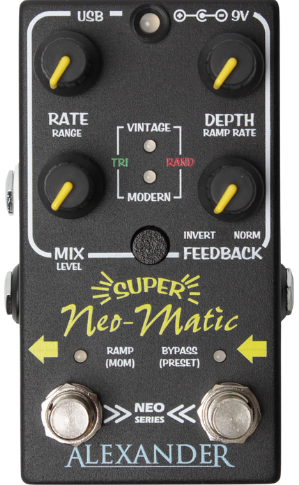 USB
9V
RATE
RANGE
DEPTH
RAMP RATE
VINTAGE
TRI
RAND
MODERN
INVERT
NORM
MIX
LEVEL
FEEDBACK
SUPER
Neo-Matic
RAMP
(MOM)
BYPASS
(PRESET)
NEO
SERIES
ALEXANDER